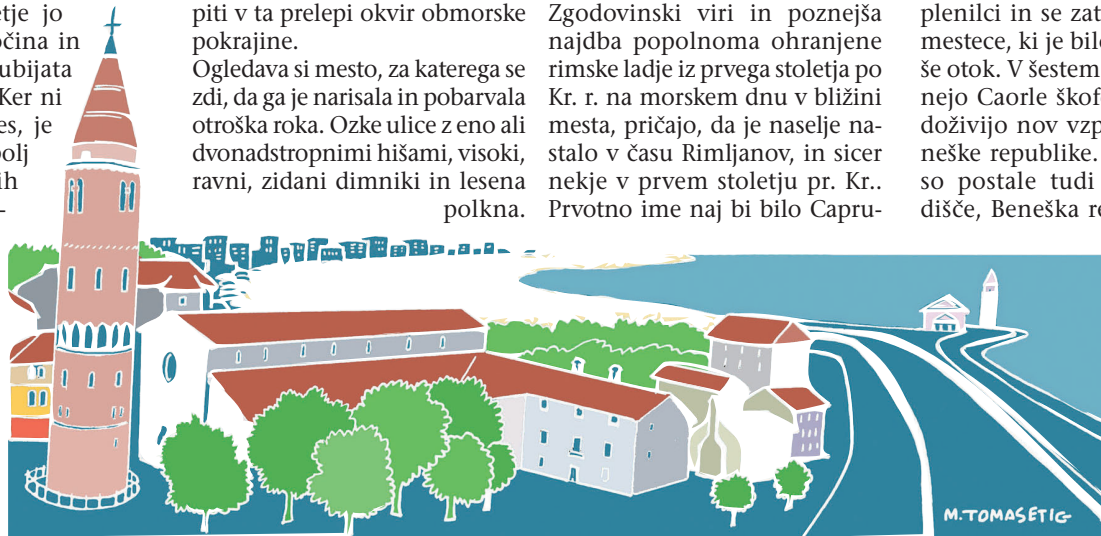 etje jo
očina in
ubijata
Ker ni
es, je
olj
ih
-
piti v ta prelepi okvir obmorske
pokrajine.
Ogledava si mesto, za katerega se
zdi, da ga je narisala in pobarvala
otroška roka. Ozke ulice z eno ali
dvonadstropnimi hišami, visoki,
ravni, zidani dimniki in lesena
polkna.
Zgodovinski viri in poznejša
najdba popolnoma ohranjene
rimske ladje iz prvega stoletja po
Kr. r. na morskem dnu v bližini
mesta, pričajo, da je naselje na-
stalo v času Rimljanov, in sicer
nekje v prvem stoletju pr. Kr..
Prvotno ime naj bi bilo Capru-
plenilci in se zat
mestece, ki je bilo
še otok. V šestem
nejo Caorle škof
doživijo nov vzp
neške republike.
so postale tudi
dišče, Beneška re
M.TOMASETIG